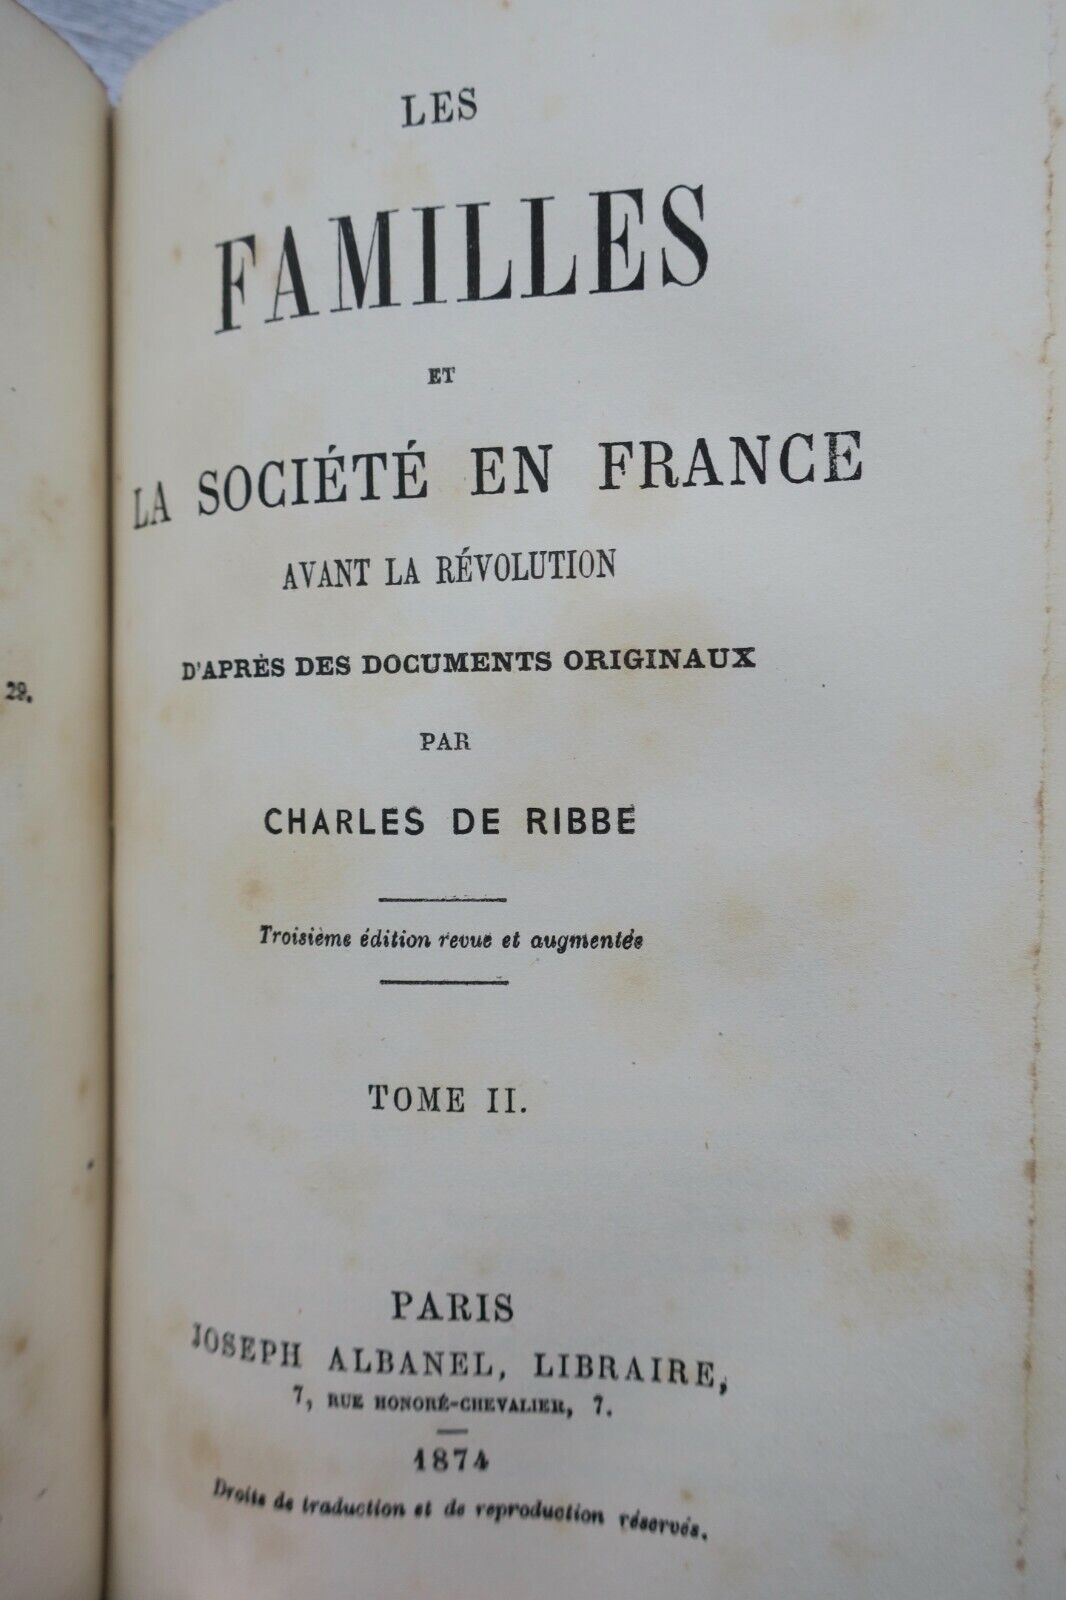 29.
LES
FAMILLES
ET
LA SOCIÉTÉ EN FRANCE
AVANT LA RÉVOLUTION
D'APRÈS DES DOCUMENTS ORIGINAUX
PAR
CHARLES DE RIBBE
Troisième édition revue et augmentée
TOME II.
PARIS
JOSEPH ALBANEL, LIBRAIRE,
7, RUE HONORÉ-CHEVALIER, 7.
1874
Droits de traduction et de reproduction réservés.